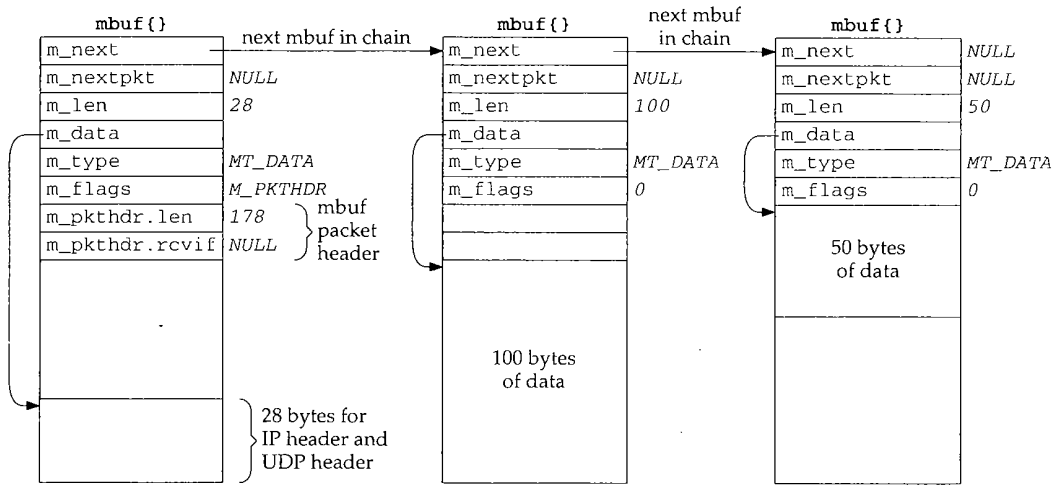 mbuf{}
m_next
m_nextpkt NULL
m_len 28
m_data
m_type MT_DATA
m_flags M_PKTHDR
m_pkthdr.len 178
m_pkthdr.rcvif NULL
mbuf
packet
header
28 bytes for
IP header and
UDP header
next mbuf in chain
mbuf{}
m_next
m_nextpkt NULL
m_len 100
m_data
m_type MT_DATA
m_flags 0
100 bytes
of data
next mbuf
in chain
mbuf{}
m_next NULL
m_nextpkt NULL
m_len 50
m_data
m_type MT_DATA
m_flags 0
50 bytes
of data